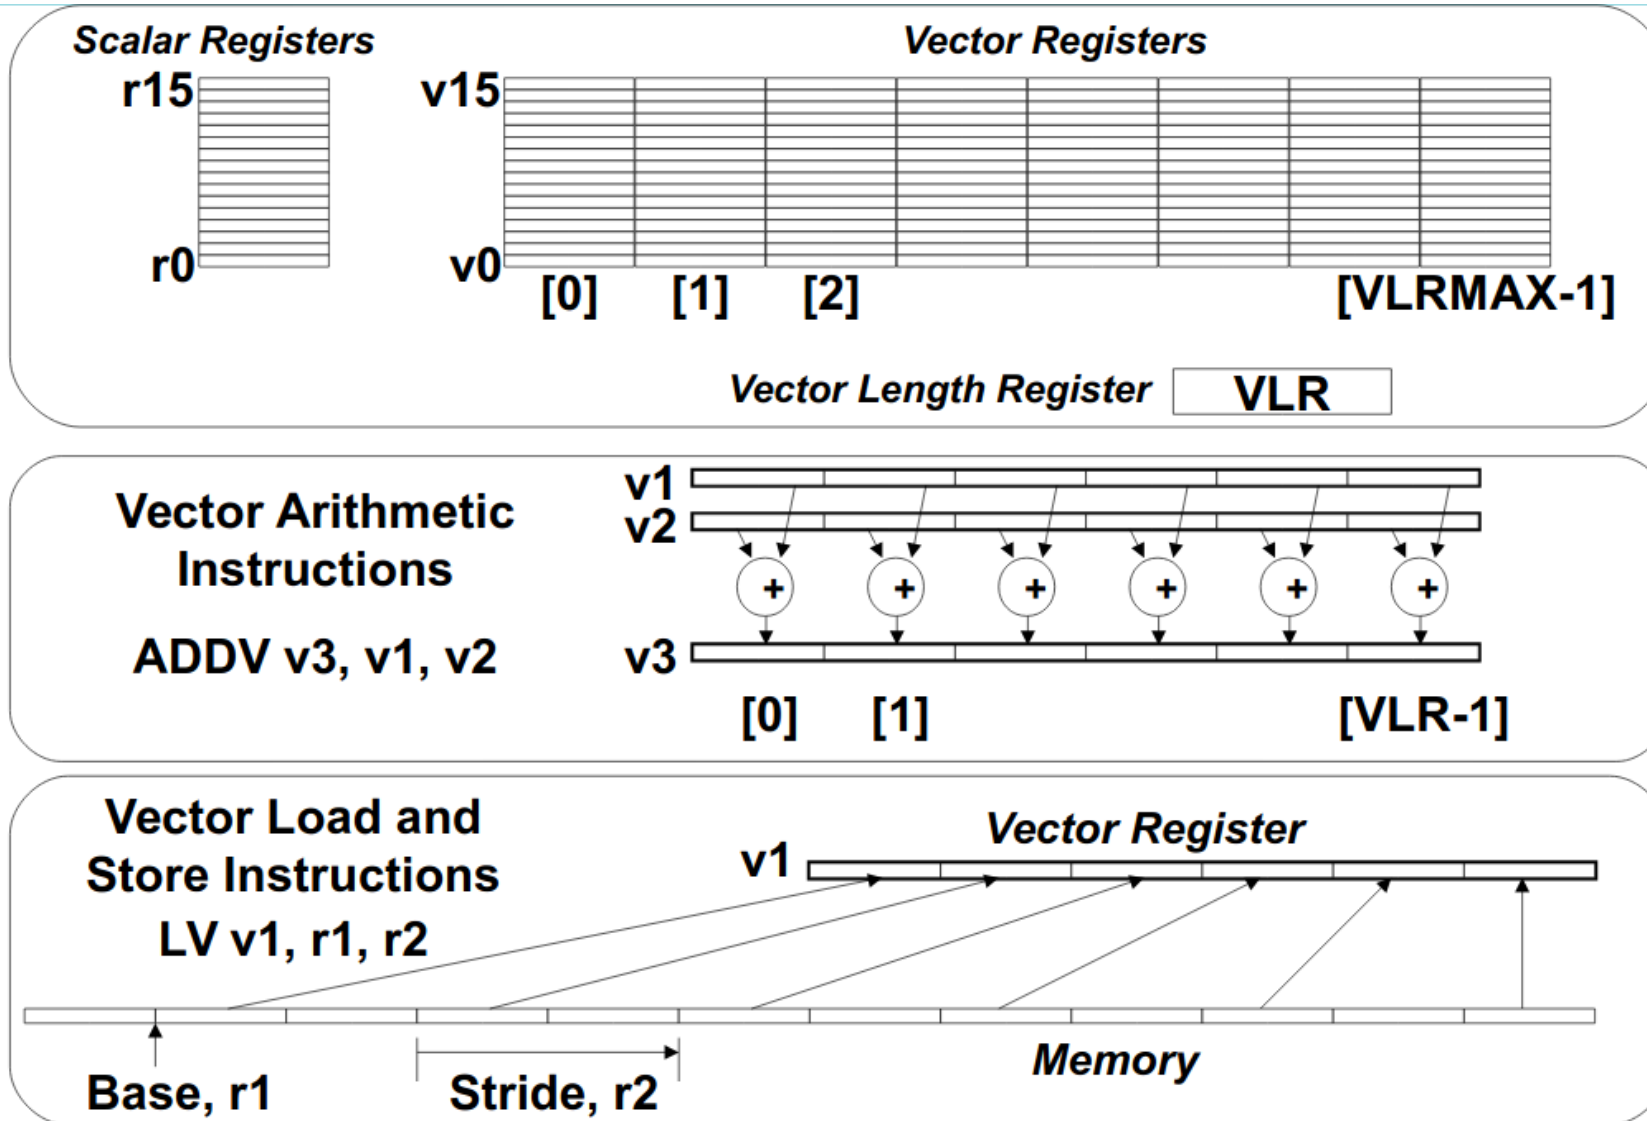 Scalar Registers
Vector Registers
r15
v15
r0
v0
[0] [1] [2] [VLRMAX-1]
Vector Length Register VLR
Vector Arithmetic
Instructions
ADDV v3, v1, v2
v1
v2
+ + + + + +
v3
[0] [1] [VLR-1]
Vector Load and
Store Instructions
LV v1, r1, r2
Vector Register
v1
Memory
Base, r1
Stride, r2